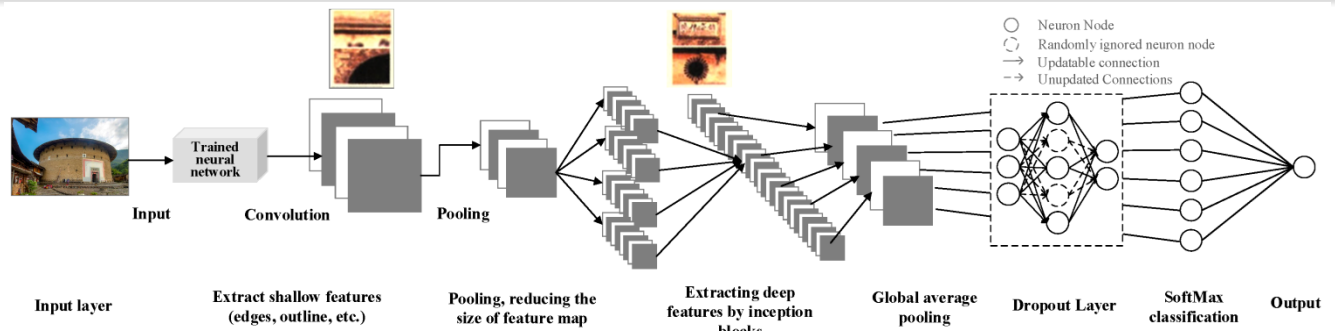 Neuron Node
Randomly ignored neuron node
Updatable connection
Unupdated Connections
Trained
neural
network
Input
Convolution
Pooling
Input layer
Extract shallow features
(edges, outline, etc.)
Pooling, reducing the
size of feature map
Extracting deep
features by inception
blocks
Global average
pooling
Dropout Layer
SoftMax
classification
Output